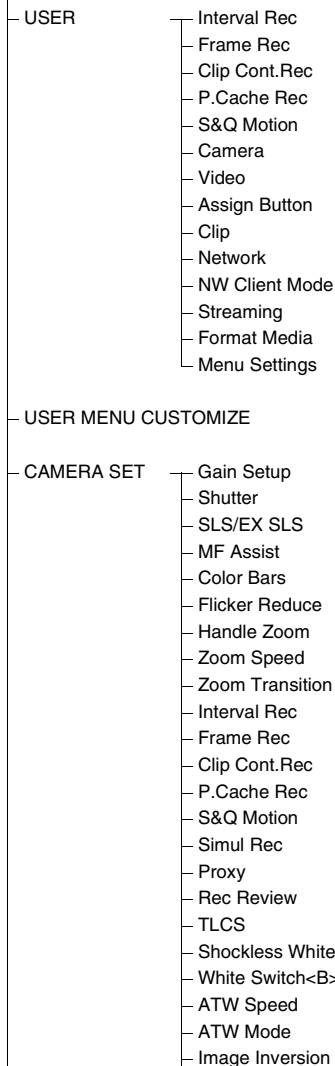 USER Interval Rec
Frame Rec
Clip Cont.Rec
P.Cache Rec
S&Q Motion
Camera
Video
Assign Button
Clip
Network
NW Client Mode
Streaming
Format Media
Menu Settings
USER MENU CUSTOMIZE
CAMERA SET Gain Setup
Shutter
SLS/EX SLS
MF Assist
Color Bars
Flicker Reduce
Handle Zoom
Zoom Speed
Zoom Transition
Interval Rec
Frame Rec
Clip Cont.Rec
P.Cache Rec
S&Q Motion
Simul Rec
Proxy
Rec Review
TLCS
Shockless White
White Switch<B>
ATW Speed
ATW Mode
Image Inversion